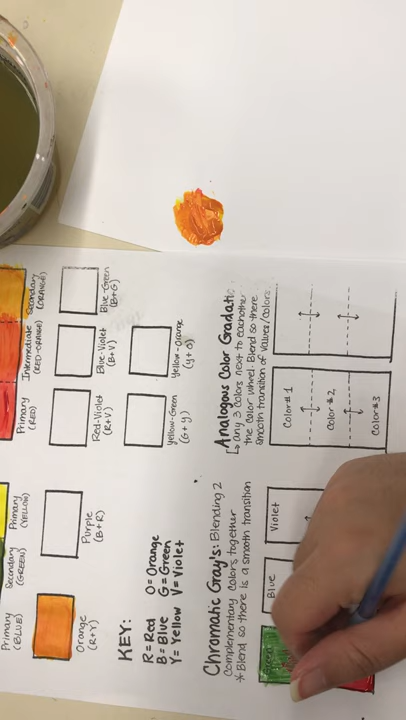 Primary
(BLUE)
Secondary
(GREEN)
Primary
(YELLOW)
Primary
(RED)
Intermediate
(RED-ORANGE)
Secondary
(ORANGE)
Orange
(R+Y)
Purple
(B+R)
Red-Violet
(R+V)
Blue-Violet
(B+V)
Blue-Green
(B+G)
Yellow-Green
(G+Y)
Yellow-Orange
(Y+O)
KEY:
R=Red O=Orange
B=Blue G=Green
Y=Yellow V=Violet
Chromatic Gray's: Blending 2
Complementary Colors together
*Blend so there is a smooth transition
Green
Blue
Violet
Analogous Color Gradatio
any 3 colors next to eachother
the color wheel. Blend so there
smooth transition of values/colors
Color #1
Color #2
Color #3